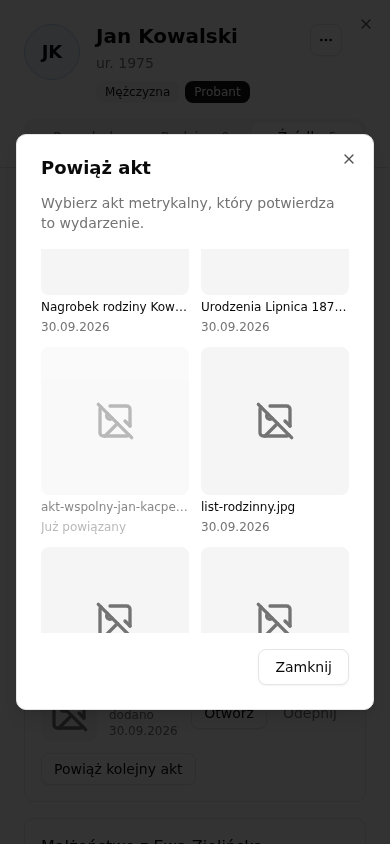 JK
Jan Kowalski
ur. 1975
Mężczyzna
Probant
Powiąż akt
Wybierz akt metrykalny, który potwierdza
to wydarzenie.
Nagrobek rodziny Kow...
Urodzenia Lipnica 187...
30.09.2026
30.09.2026
akt-wspolny-jan-kacpe...
list-rodzinny.jpg
Już powiązany
30.09.2026
Zamknij
dodano
30.09.2026
Otwórz
Odepnij
Powiąż kolejny akt